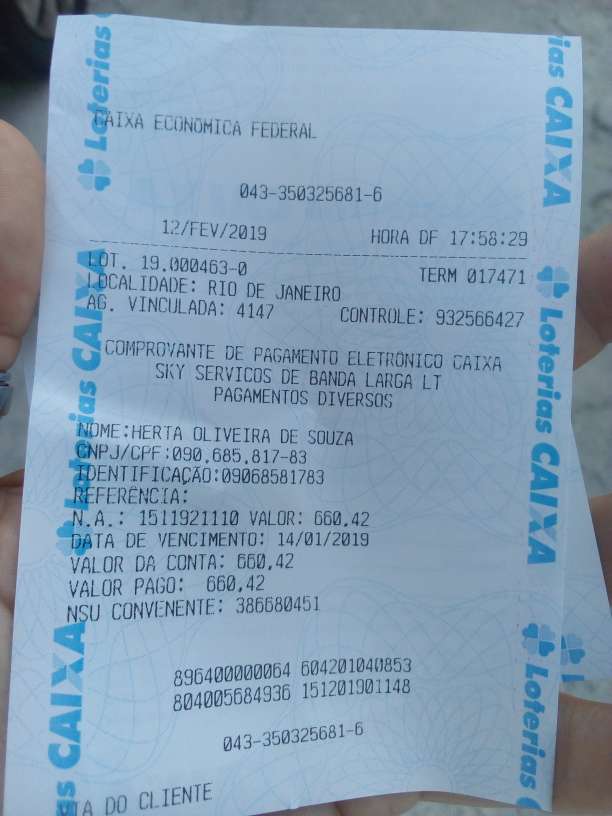 CAIXA ECONOMICA FEDERAL
043-350325681-6
12/FEV/2019 HORA DF 17:58:29
LOT. 19.000463-0 TERM 017471
LOCALIDADE: RIO DE JANEIRO
AG. VINCULADA: 4147 CONTROLE: 932566427
COMPROVANTE DE PAGAMENTO ELETRÔNICO CAIXA
SKY SERVICOS DE BANDA LARGA LT
PAGAMENTOS DIVERSOS
NOME:HERTA OLIVEIRA DE SOUZA
CNPJ/CPF:090.685.817-83
IDENTIFICAÇÃO:09068581783
REFERÊNCIA:
N.A.: 1511921110 VALOR: 660,42
DATA DE VENCIMENTO: 14/01/2019
VALOR DA CONTA: 660,42
VALOR PAGO: 660,42
NSU CONVENENTE: 386680451
896400000064 604201040853
804005684936 151201901148
043-350325681-6
VIA DO CLIENTE
Loterias CAIXA
Loterias CAIXA
Loterias CAIXA
Loterias CAIXA
Loterias